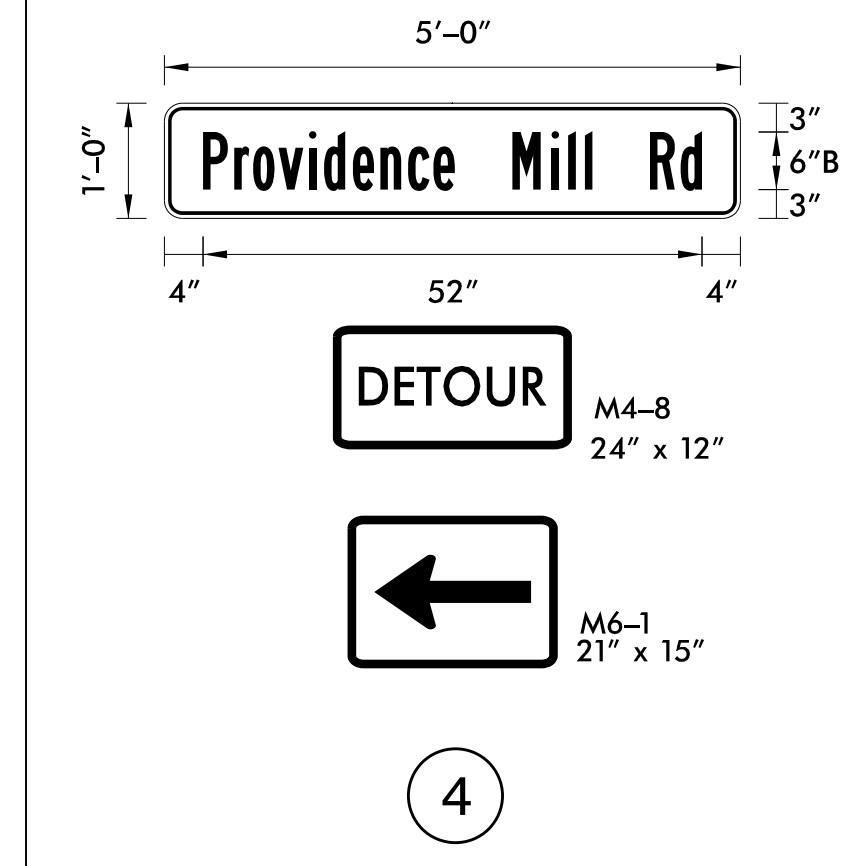 5'–0"
1'–0"
Providence Mill Rd
3"
6"B
3"
4"
52"
4"
DETOUR
M4–8
24" x 12"
M6–1
21" x 15"
4